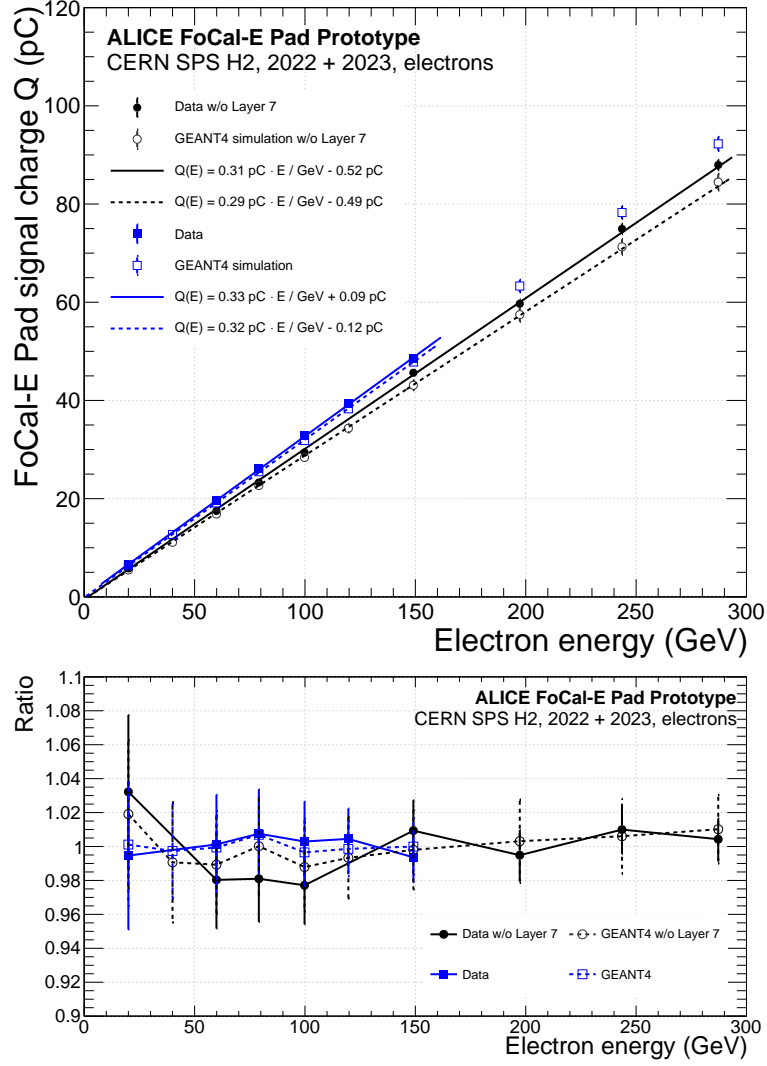 120
100
80
60
40
20
0
FoCal-E Pad signal charge Q (pC)
ALICE FoCal-E Pad Prototype
CERN SPS H2, 2022 + 2023, electrons
Data w/o Layer 7
GEANT4 simulation w/o Layer 7
Q(E) = 0.31 pC · E / GeV - 0.52 pC
Q(E) = 0.29 pC · E / GeV - 0.49 pC
Data
GEANT4 simulation
Q(E) = 0.33 pC · E / GeV + 0.09 pC
Q(E) = 0.32 pC · E / GeV - 0.12 pC
0 50 100 150 200 250 300
Electron energy (GeV)
Ratio
1.1
1.08
1.06
1.04
1.02
1
0.98
0.96
0.94
0.92
0.9
ALICE FoCal-E Pad Prototype
CERN SPS H2, 2022 + 2023, electrons
Data w/o Layer 7 GEANT4 w/o Layer 7
Data GEANT4
0 50 100 150 200 250 300
Electron energy (GeV)